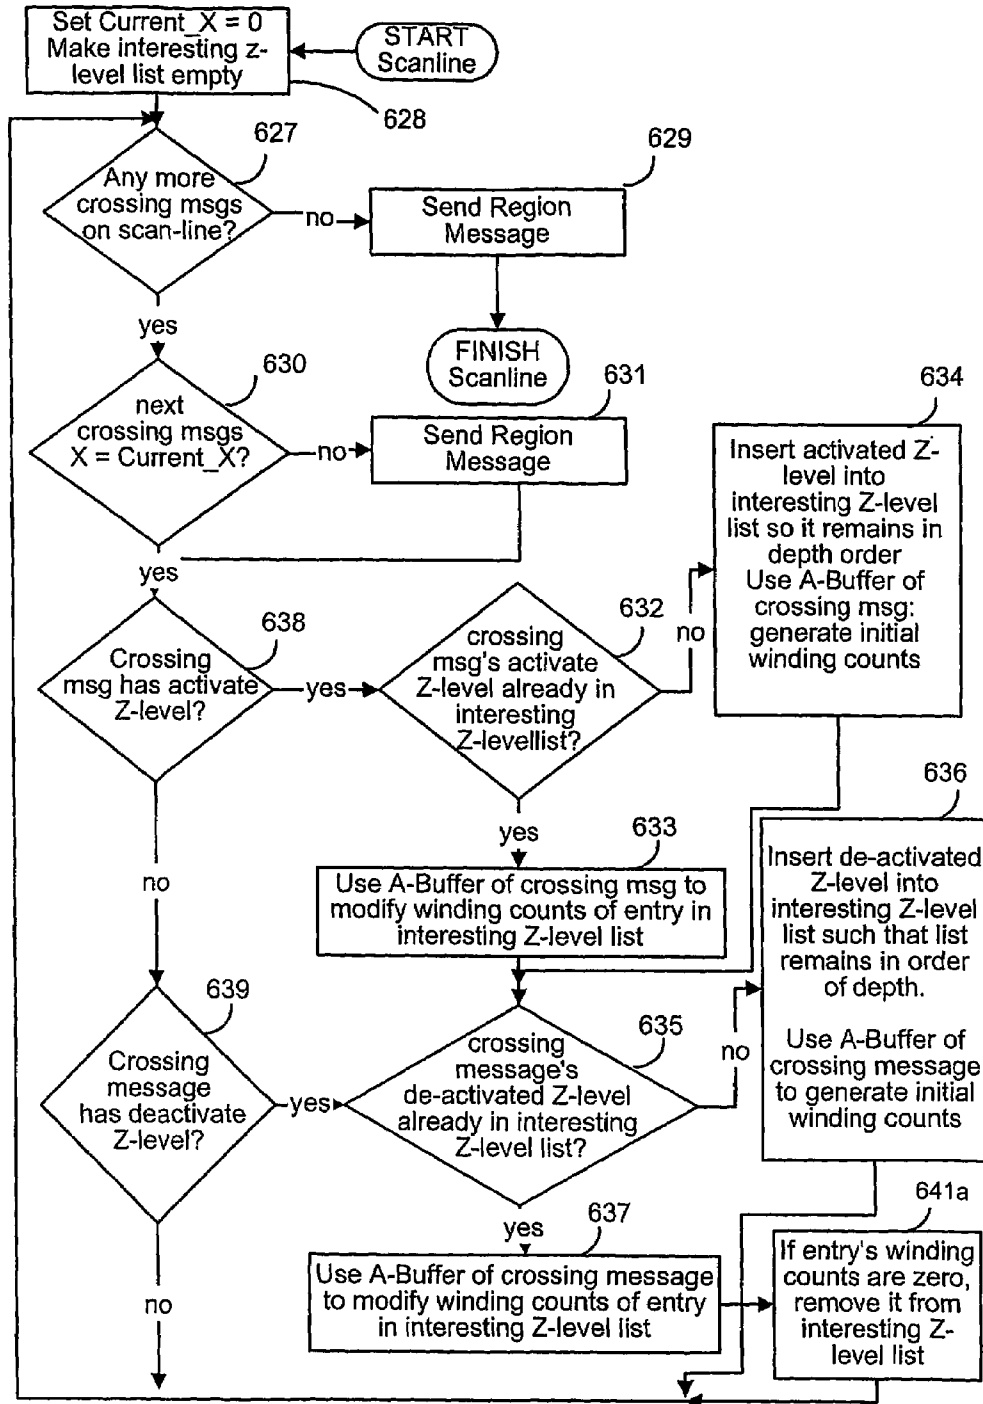 Set Current_X = 0
Make interesting z-
level list empty
START
Scanline
628
627
Any more
crossing msgs
on scan-line?
no
629
Send Region
Message
yes
FINISH
Scanline
630
next
crossing msgs
X = Current_X?
no
631
Send Region
Message
634
Insert activated Z-
level into
interesting Z-level
list so it remains in
depth order
Use A-Buffer of
crossing msg:
generate initial
winding counts
yes
638
Crossing
msg has activate
Z-level?
yes
632
crossing
msg's activate
Z-level already in
interesting
Z-levellist?
no
yes
633
Use A-Buffer of crossing msg to
modify winding counts of entry in
interesting Z-level list
no
636
Insert de-activated
Z-level into
interesting Z-level
list such that list
remains in order
of depth.
Use A-Buffer of
crossing message
to generate initial
winding counts
639
Crossing
message
has deactivate
Z-level?
yes
635
crossing
message's
de-activated Z-level
already in interesting
Z-level list?
no
yes
637
Use A-Buffer of crossing message
to modify winding counts of entry
in interesting Z-level list
641a
If entry's winding
counts are zero,
remove it from
interesting Z-
level list
no